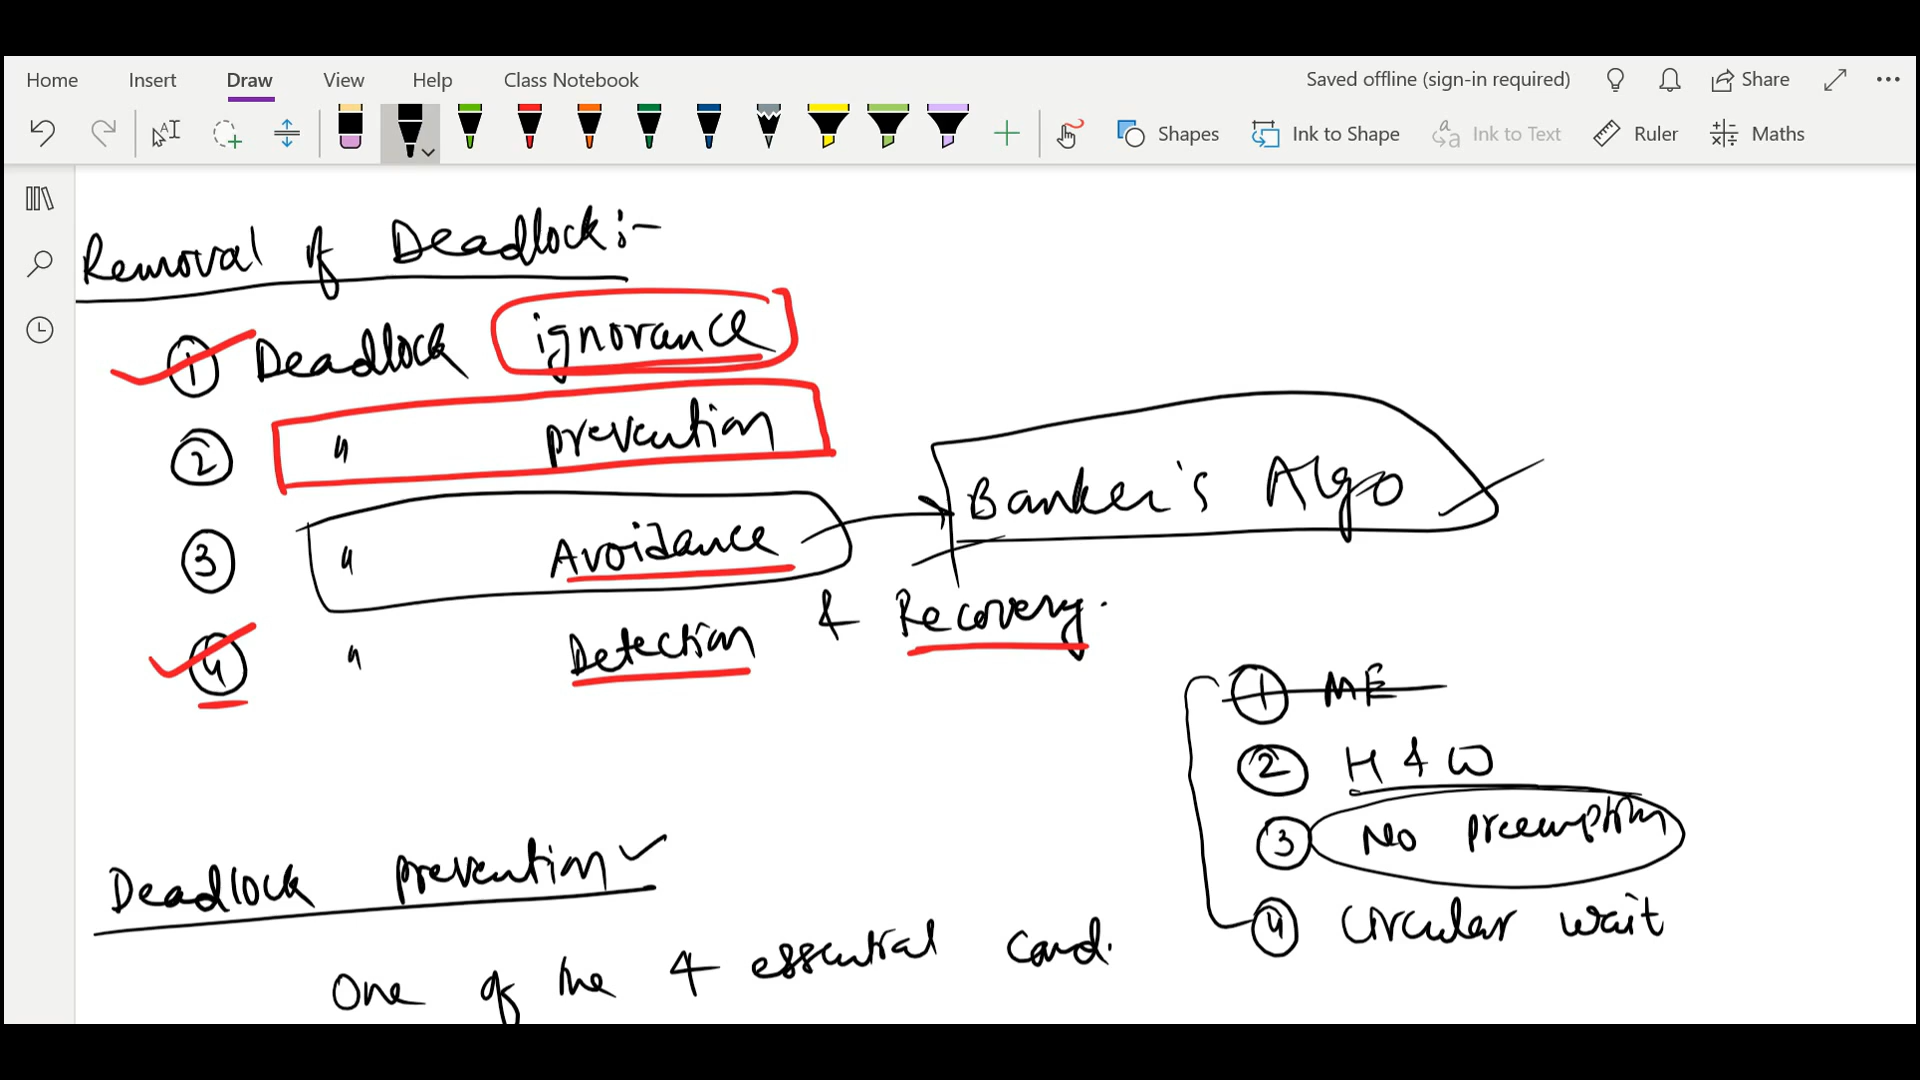 Home Insert Draw View Help Class Notebook Saved offline (sign-in required) Share
Shapes Ink to Shape Ink to Text Ruler Maths
Removal of Deadlock:-
① Deadlock ignorance
② " prevention
③ " Avoidance → Banker's Algo
④ " Detection & Recovery.
① ME
② H & W
③ No preemption
④ Circular wait
Deadlock prevention ✓
One of the 4 essential cond.